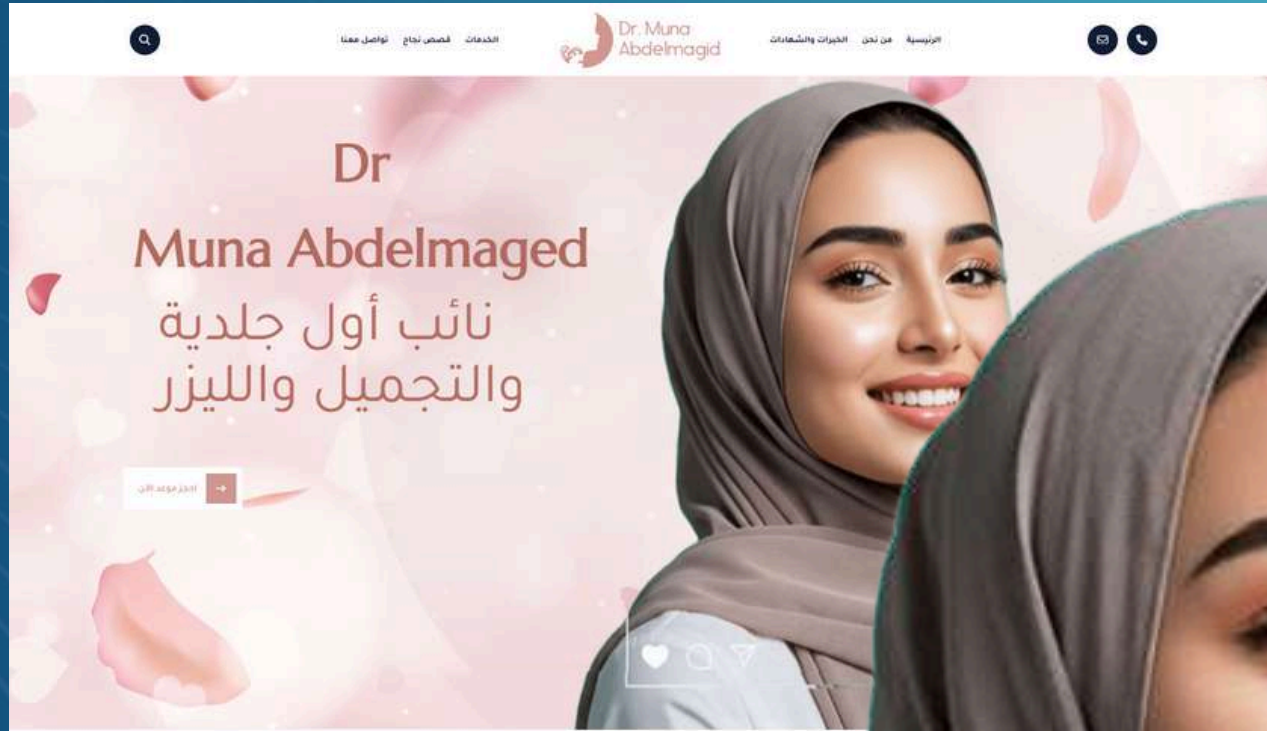 الرئيسية من نحن الخبرات والشهادات
Dr. Muna
Abdelmagid
الخدمات قصص نجاح تواصل معنا
Dr
Muna Abdelmaged
نائب أول جلدية
والتجميل والليزر
احجز موعد الآن